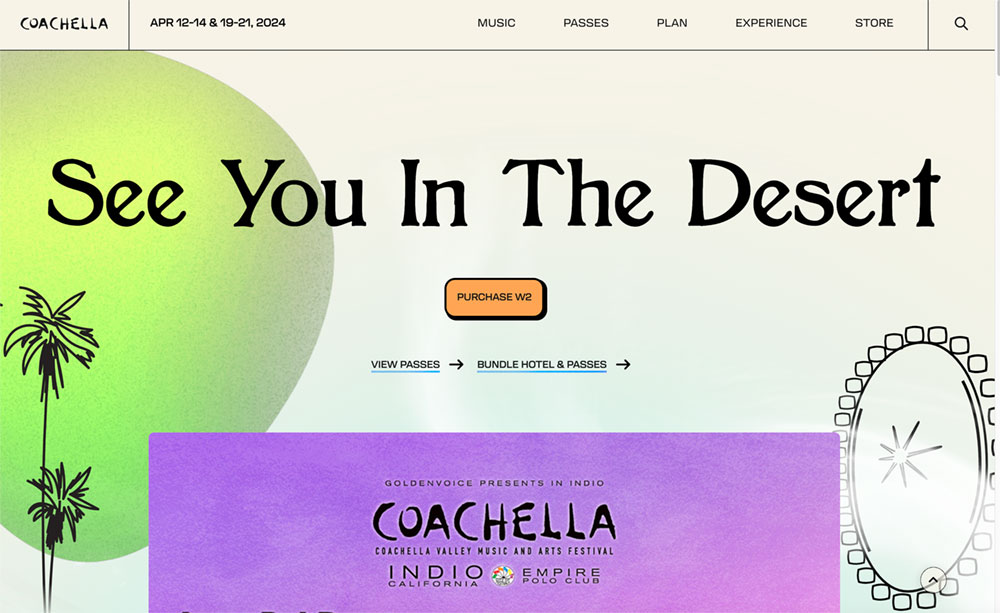 COACHELLA
APR 12-14 & 19-21, 2024
MUSIC
PASSES
PLAN
EXPERIENCE
STORE
See You In The Desert
PURCHASE W2
VIEW PASSES
BUNDLE HOTEL & PASSES
GOLDENVOICE PRESENTS IN INDIO
COACHELLA
COACHELLA VALLEY MUSIC AND ARTS FESTIVAL
INDIO
CALIFORNIA
EMPIRE
POLO CLUB